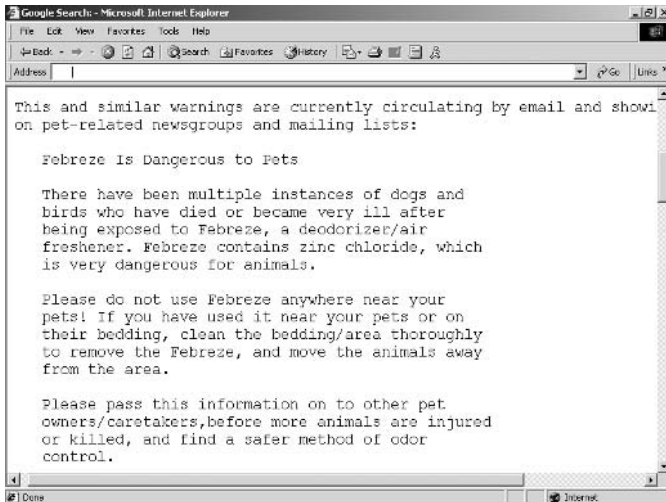 Google Search: - Microsoft Internet Explorer
File Edit View Favorites Tools Help
Back Search Favorites History
Address Go Links
This and similar warnings are currently circulating by email and showi
on pet-related newsgroups and mailing lists:
Febreze Is Dangerous to Pets
There have been multiple instances of dogs and
birds who have died or became very ill after
being exposed to Febreze, a deodorizer/air
freshener. Febreze contains zinc chloride, which
is very dangerous for animals.
Please do not use Febreze anywhere near your
pets! If you have used it near your pets or on
their bedding, clean the bedding/area thoroughly
to remove the Febreze, and move the animals away
from the area.
Please pass this information on to other pet
owners/caretakers,before more animals are injured
or killed, and find a safer method of odor
control.
Done Internet